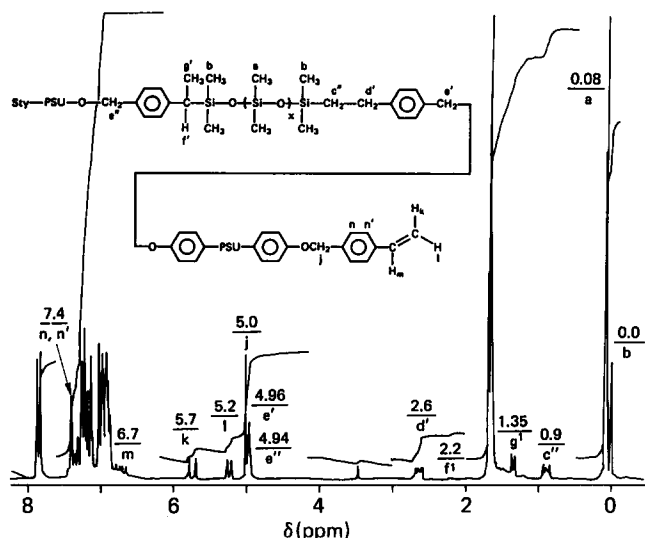 g' b a b
CH₃ CH₃ CH₃ CH₃
Sty—PSU—O—CH₂ C—Si—O—(Si—O)ₓ Si—CH₂—CH₂ CH₂
e" H CH₃ CH₃ CH₃ c" d' e'
f'
O PSU OCH₂
n n' j
Hₖ
H l
Hₘ
0.08
a
7.4
n, n'
6.7
m
5.7
k
5.2
l
5.0
j
4.96
e'
4.94
e"
2.6
d'
2.2
f¹
1.35
g¹
0.9
c"
0.0
b
8 6 4 2 0
δ(ppm)